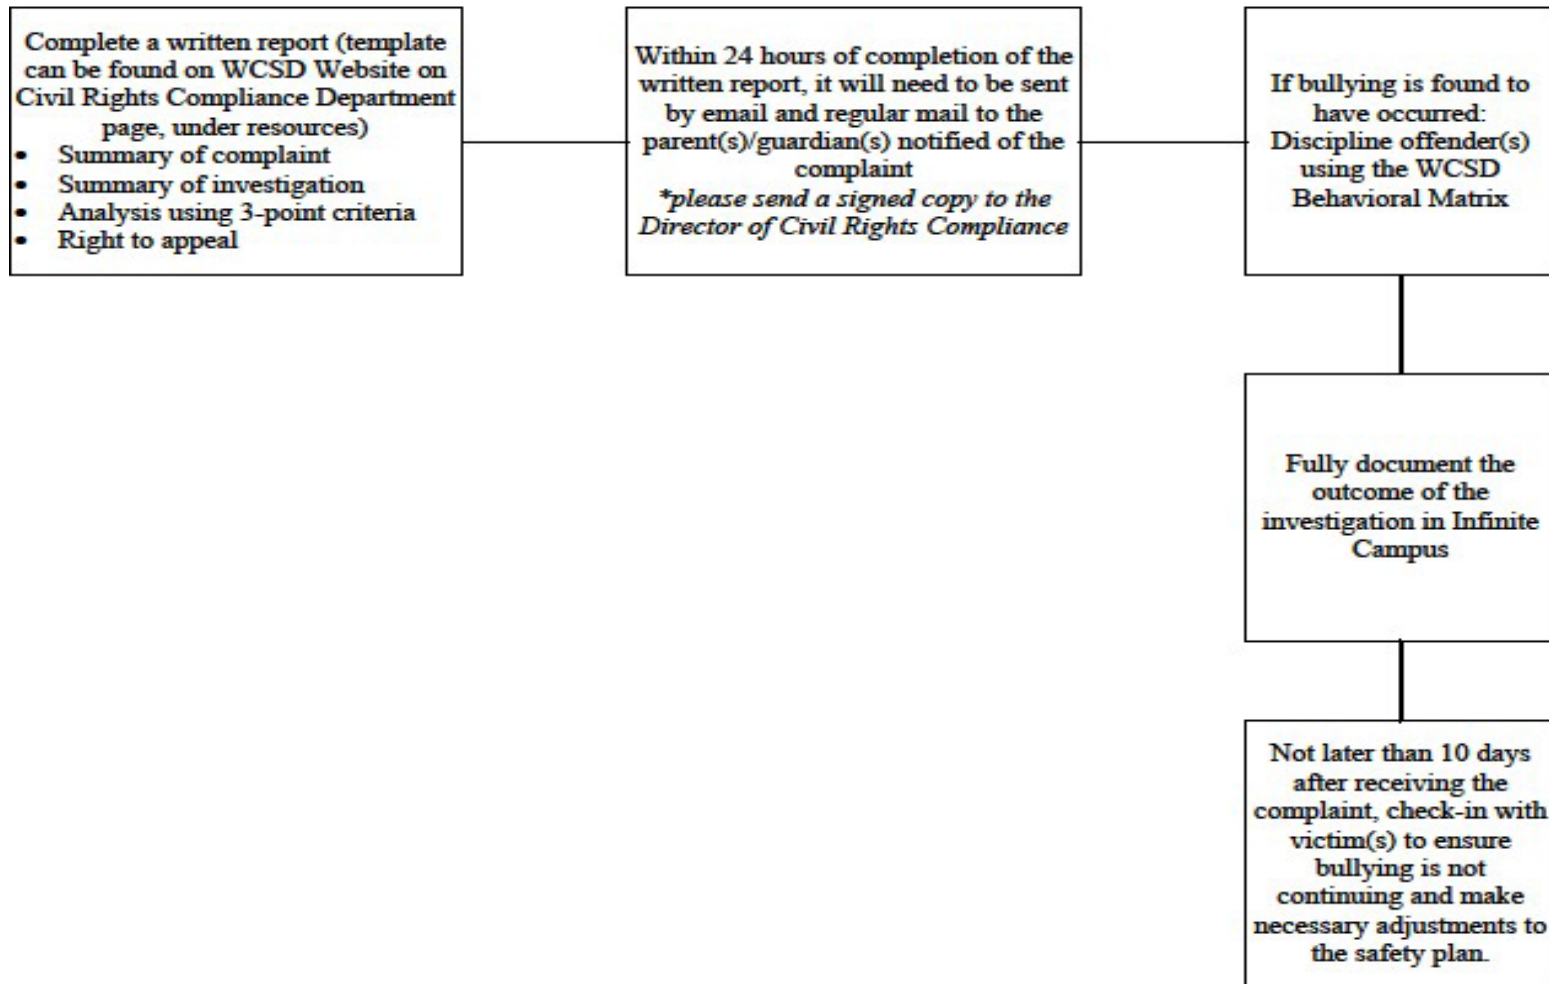 Complete a written report (template
can be found on WCSD Website on
Civil Rights Compliance Department
page, under resources)
• Summary of complaint
• Summary of investigation
• Analysis using 3-point criteria
• Right to appeal
Within 24 hours of completion of the
written report, it will need to be sent
by email and regular mail to the
parent(s)/guardian(s) notified of the
complaint
*please send a signed copy to the
Director of Civil Rights Compliance
If bullying is found to
have occurred:
Discipline offender(s)
using the WCSD
Behavioral Matrix
Fully document the
outcome of the
investigation in Infinite
Campus
Not later than 10 days
after receiving the
complaint, check-in with
victim(s) to ensure
bullying is not
continuing and make
necessary adjustments to
the safety plan.